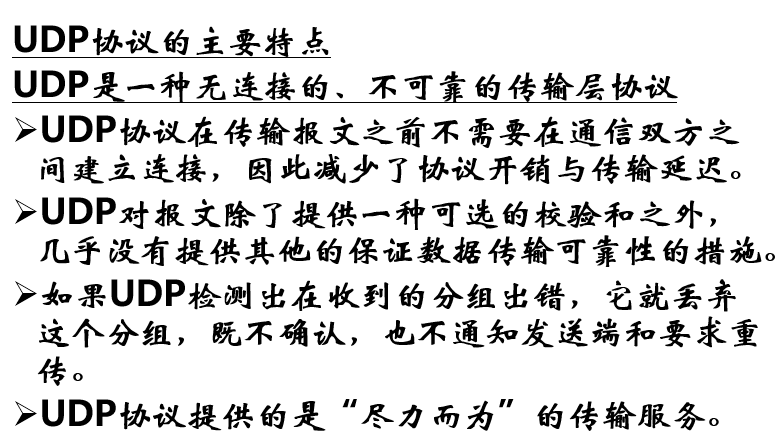 UDP协议的主要特点
UDP是一种无连接的、不可靠的传输层协议
➢UDP协议在传输报文之前不需要在通信双方之
间建立连接，因此减少了协议开销与传输延迟。
➢UDP对报文除了提供一种可选的校验和之外，
几乎没有提供其他的保证数据传输可靠性的措施。
➢如果UDP检测出在收到的分组出错，它就丢弃
这个分组，既不确认，也不通知发送端和要求重
传。
➢UDP协议提供的是“尽力而为”的传输服务。